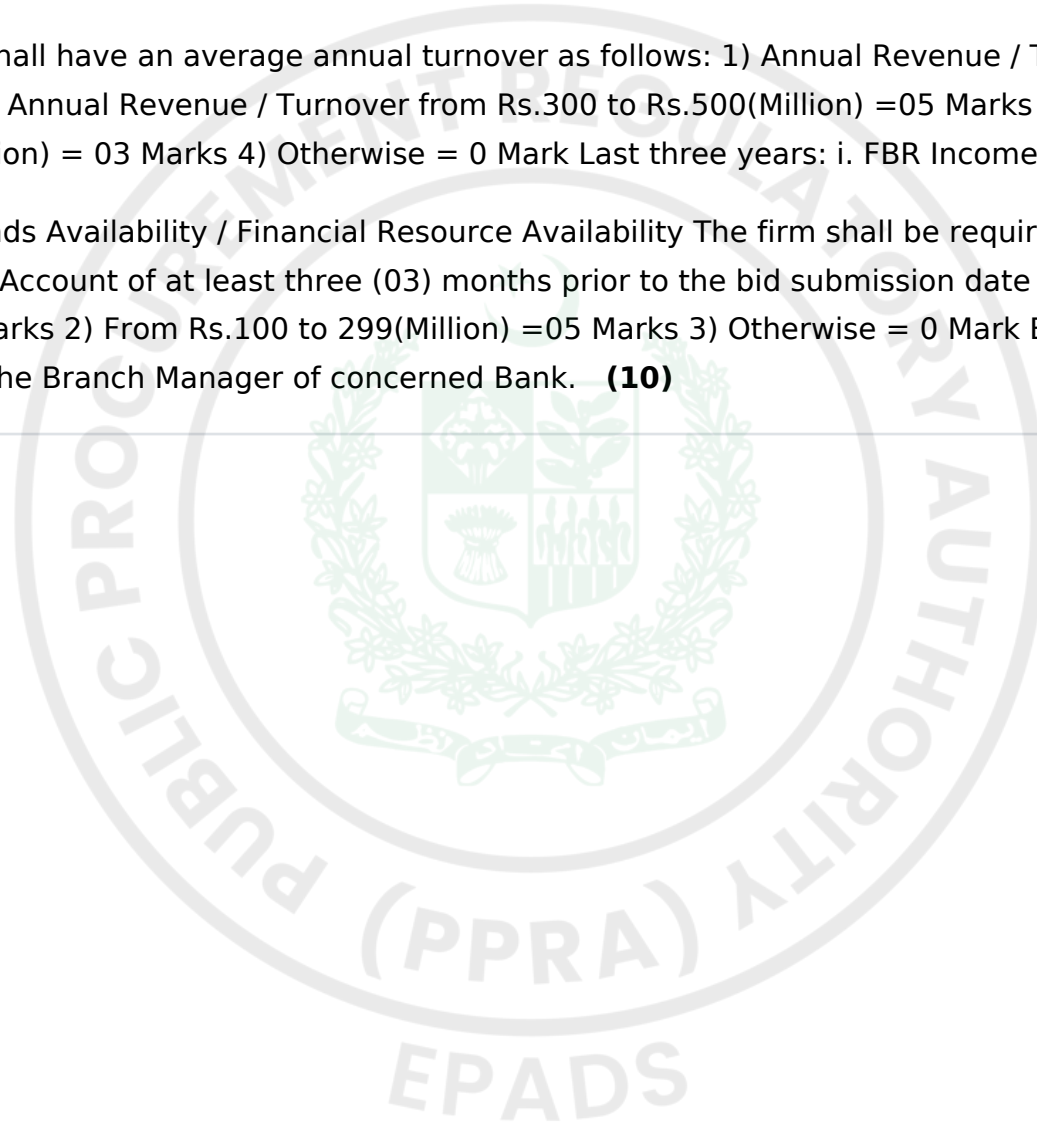 hall have an average annual turnover as follows: 1) Annual Revenue / T
Annual Revenue / Turnover from Rs.300 to Rs.500(Million) =05 Marks
ion) = 03 Marks 4) Otherwise = 0 Mark Last three years: i. FBR Income
ds Availability / Financial Resource Availability The firm shall be requir
Account of at least three (03) months prior to the bid submission date
arks 2) From Rs.100 to 299(Million) =05 Marks 3) Otherwise = 0 Mark B
he Branch Manager of concerned Bank. (10)
PUBLIC PROCUREMENT REGULATORY AUTHORITY
(PPRA)
EPADS